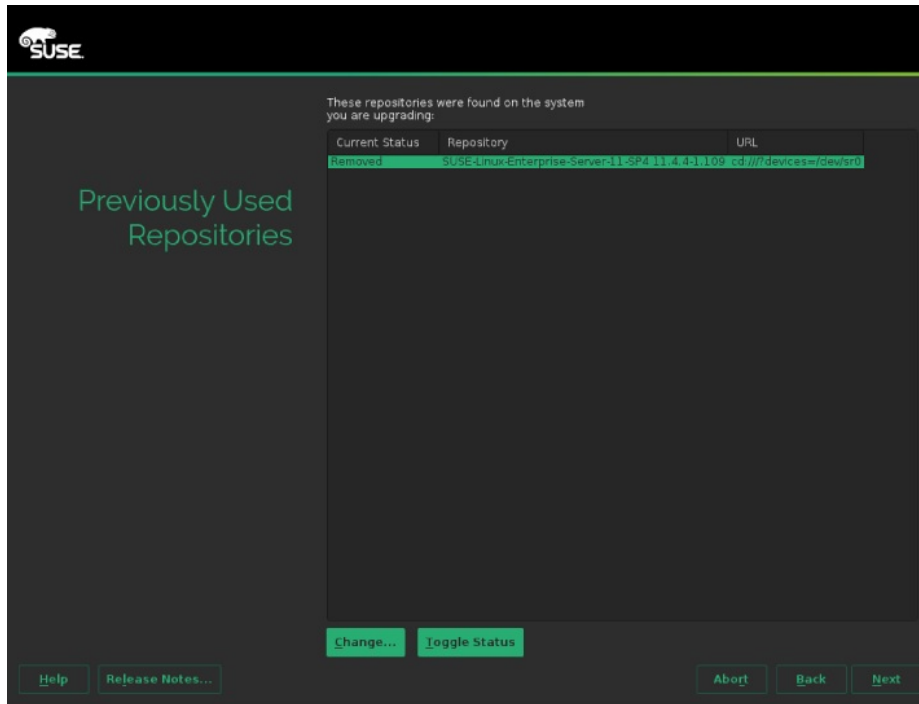 SUSE.
These repositories were found on the system
you are upgrading:
Current Status Repository URL
Removed SUSE-Linux-Enterprise-Server-11-SP4 11.4.4-1.109 cd:///?devices=/dev/sr0
Previously Used
Repositories
Change... Toggle Status
Help Release Notes... Abort Back Next